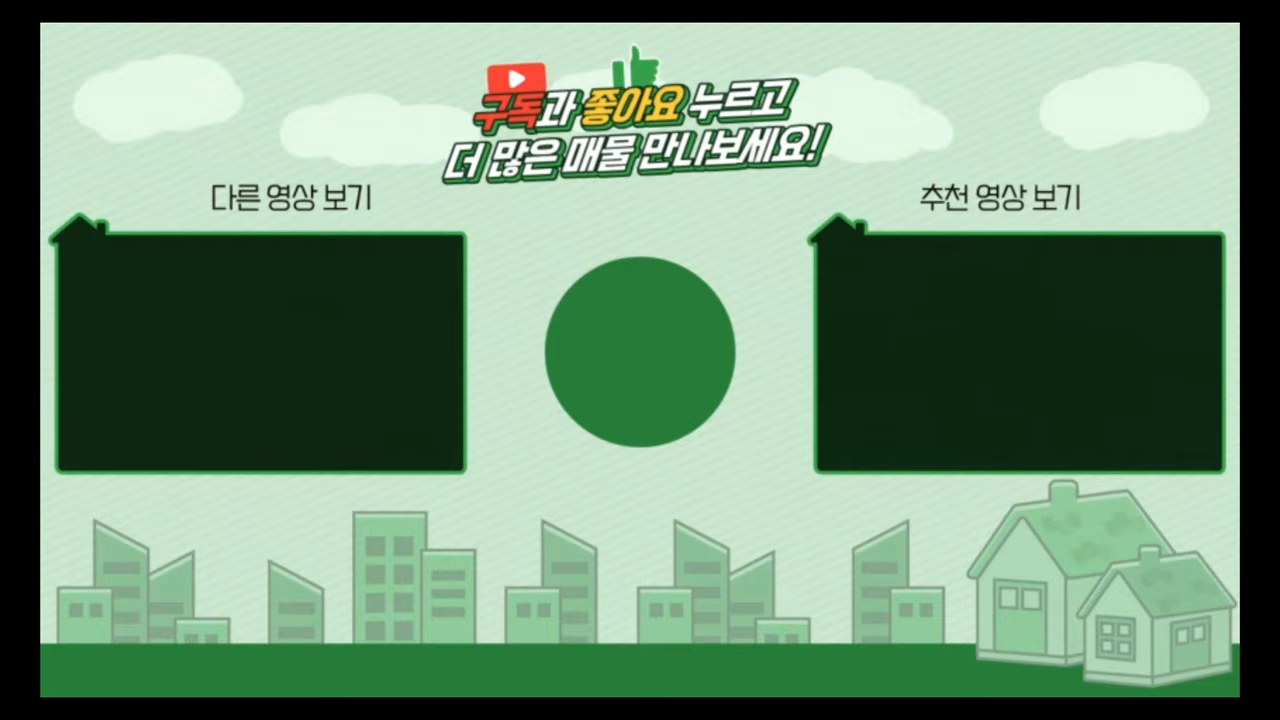 구독과 좋아요 누르고
더 많은 매물 만나보세요!
다른 영상 보기
추천 영상 보기